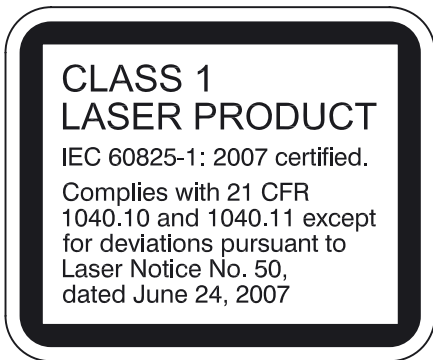 CLASS 1
LASER PRODUCT
IEC 60825-1: 2007 certified.
Complies with 21 CFR
1040.10 and 1040.11 except
for deviations pursuant to
Laser Notice No. 50,
dated June 24, 2007